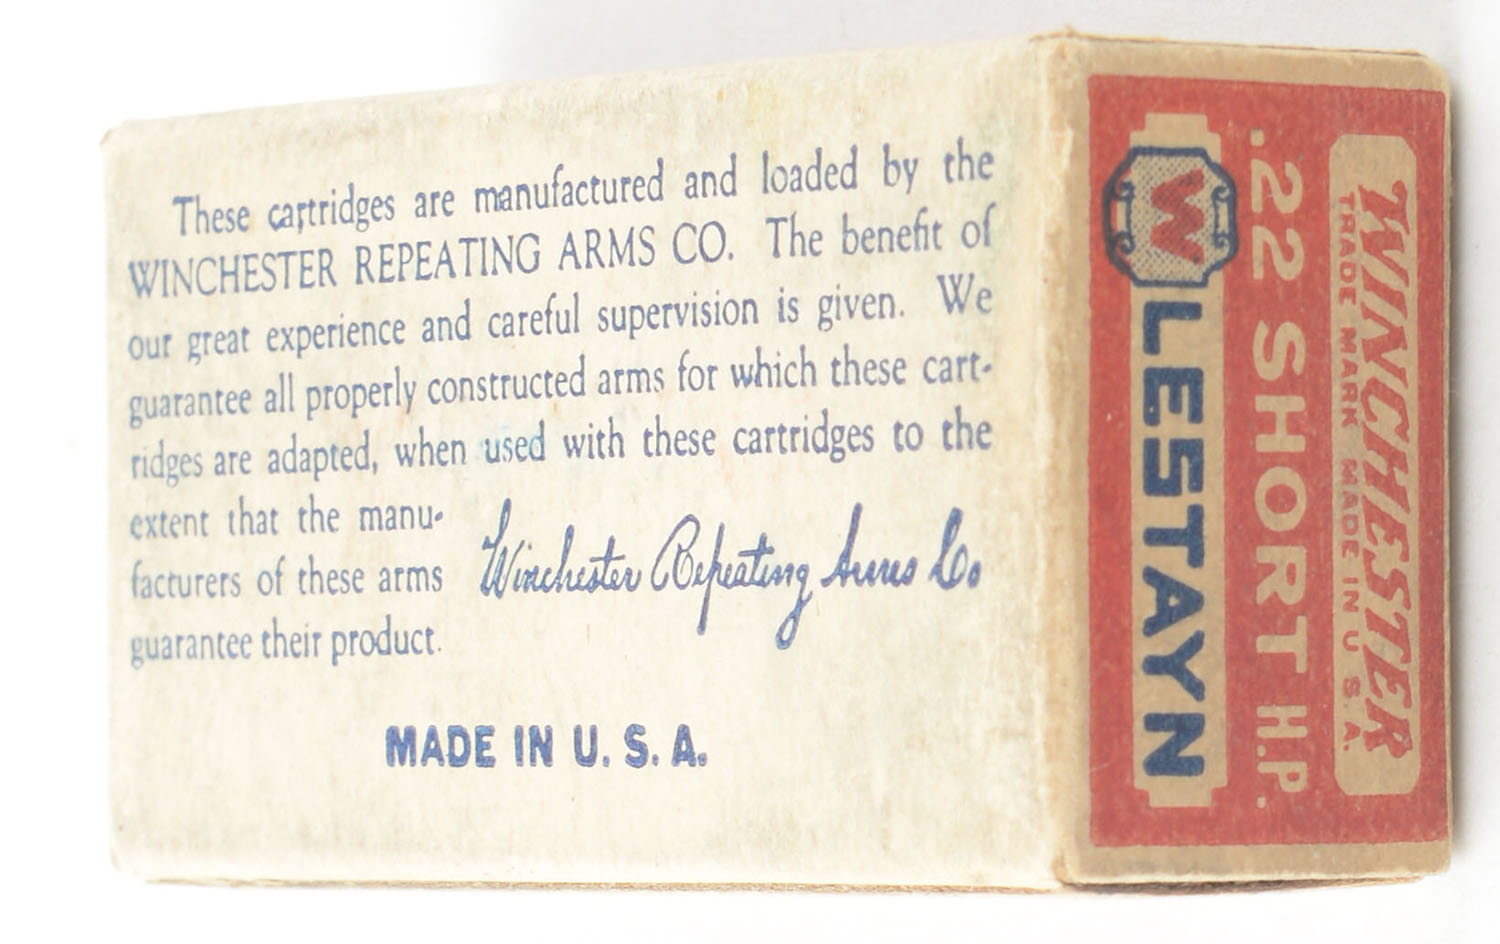 These cartridges are manufactured and loaded by the
WINCHESTER REPEATING ARMS CO. The benefit of
our great experience and careful supervision is given. We
guarantee all properly constructed arms for which these cart-
ridges are adapted, when used with these cartridges to the
extent that the manu-
facturers of these arms
guarantee their product.
Winchester Repeating Arms Co.
MADE IN U. S. A.
WINCHESTER
TRADE MARK MADE IN U. S. A.
.22 SHORT H.P.
W LESTAYN